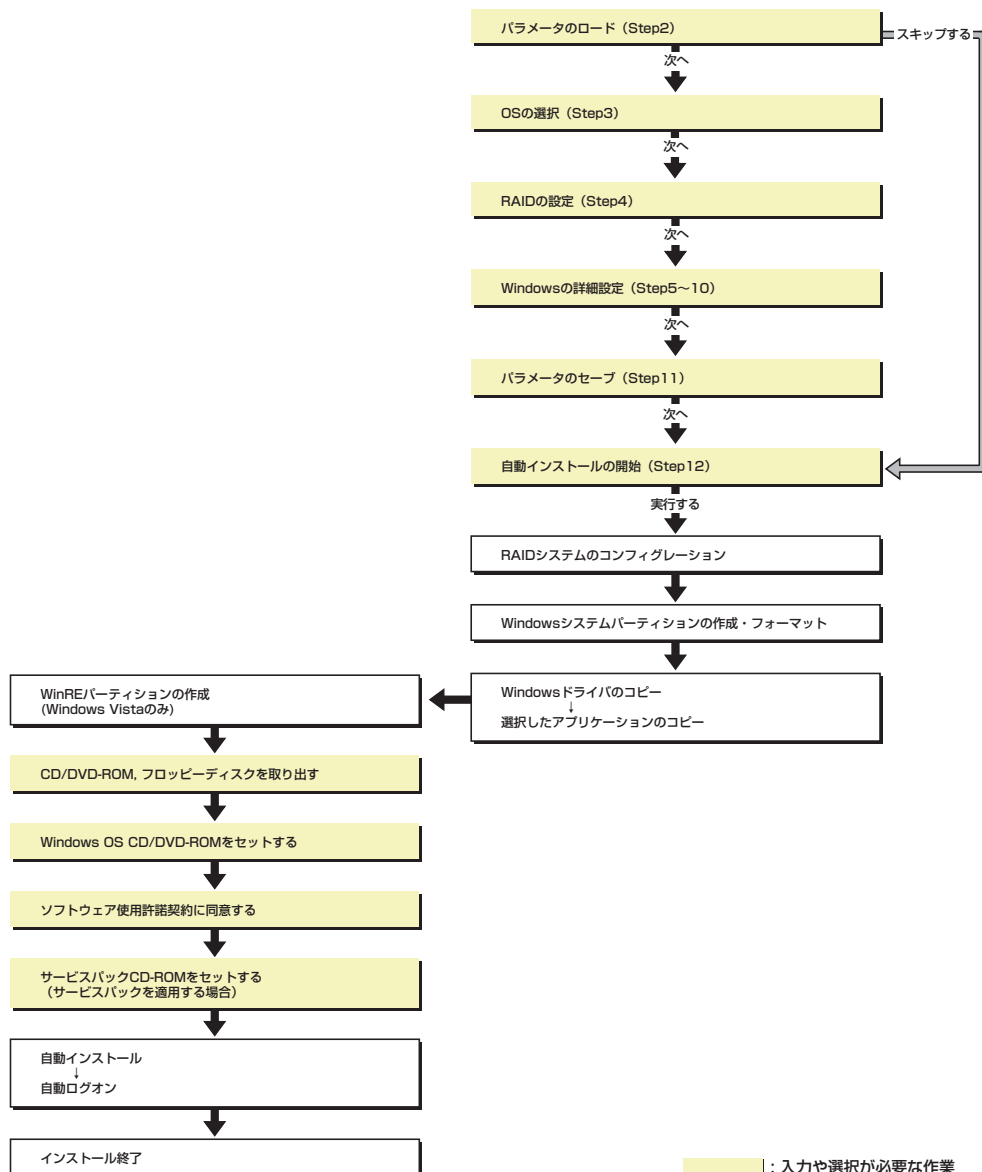 パラメータのロード（Step2）
スキップする
次へ
OSの選択（Step3）
次へ
RAIDの設定（Step4）
次へ
Windowsの詳細設定（Step5～10）
次へ
パラメータのセーブ（Step11）
次へ
自動インストールの開始（Step12）
実行する
RAIDシステムのコンフィグレーション
Windowsシステムパーティションの作成・フォーマット
Windowsドライバのコピー
↓
選択したアプリケーションのコピー
WinREパーティションの作成
(Windows Vistaのみ)
CD/DVD-ROM, フロッピーディスクを取り出す
Windows OS CD/DVD-ROMをセットする
ソフトウェア使用許諾契約に同意する
サービスパックCD-ROMをセットする
（サービスパックを適用する場合）
自動インストール
↓
自動ログオン
インストール終了
：入力や選択が必要な作業